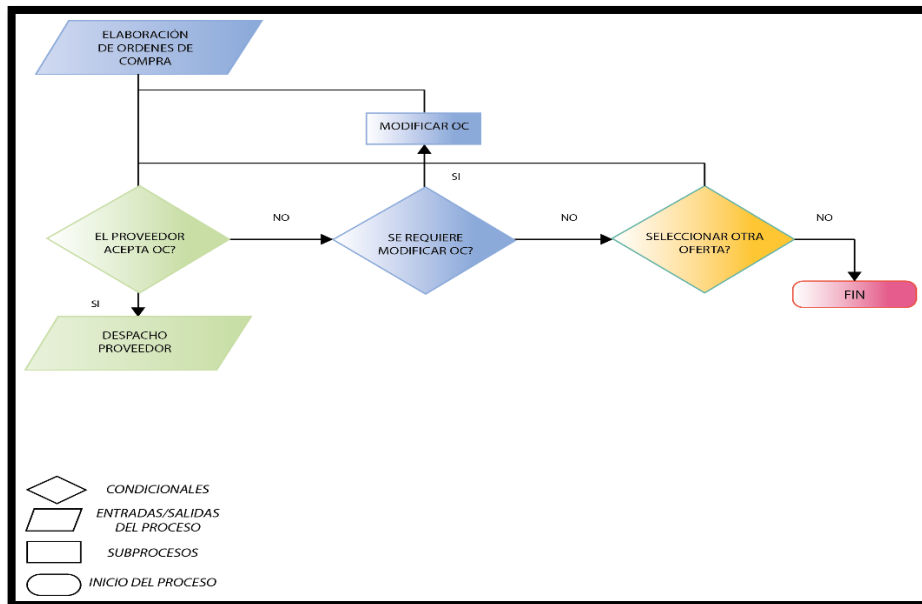 ELABORACIÓN
DE ORDENES DE
COMPRA
MODIFICAR OC
SI
EL PROVEEDOR
ACEPTA OC?
NO
SE REQUIERE
MODIFICAR OC?
NO
SELECCIONAR OTRA
OFERTA?
NO
FIN
SI
DESPACHO
PROVEEDOR
CONDICIONALES
ENTRADAS/SALIDAS
DEL PROCESO
SUBPROCESOS
INICIO DEL PROCESO